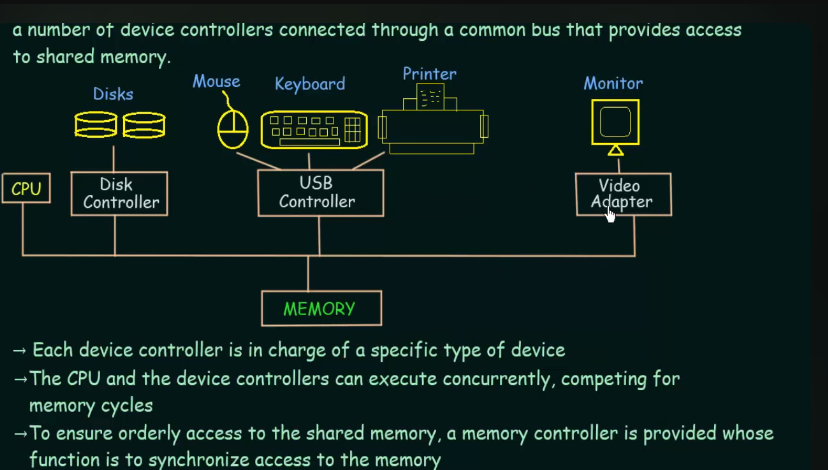 a number of device controllers connected through a common bus that provides access
to shared memory.
Disks
Mouse
Keyboard
Printer
Monitor
CPU
Disk
Controller
USB
Controller
Video
Adapter
MEMORY
→ Each device controller is in charge of a specific type of device
→The CPU and the device controllers can execute concurrently, competing for
memory cycles
→To ensure orderly access to the shared memory, a memory controller is provided whose
function is to synchronize access to the memory